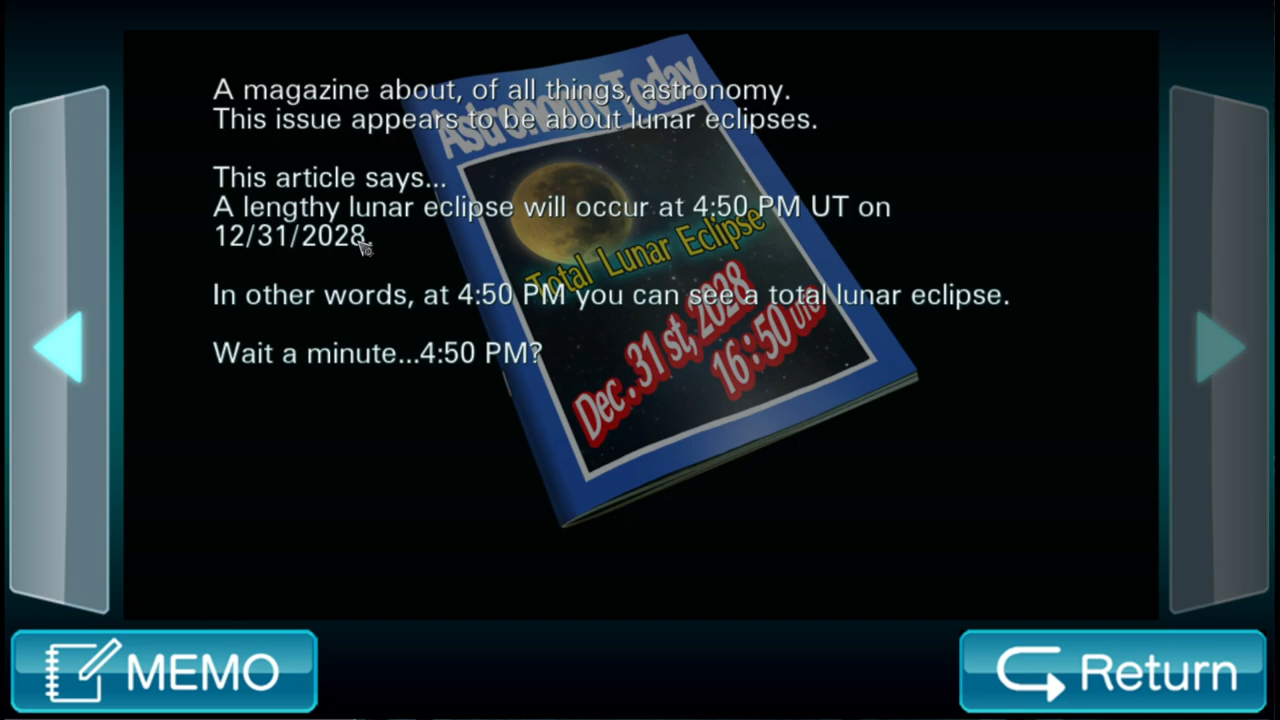 A magazine about, of all things, astronomy.
This issue appears to be about lunar eclipses.
This article says...
A lengthy lunar eclipse will occur at 4:50 PM UT on
12/31/2028.
In other words, at 4:50 PM you can see a total lunar eclipse.
Wait a minute...4:50 PM?
Astronomy Today
Total Lunar Eclipse
Dec. 31st, 2028
16:50 UTC
MEMO
Return